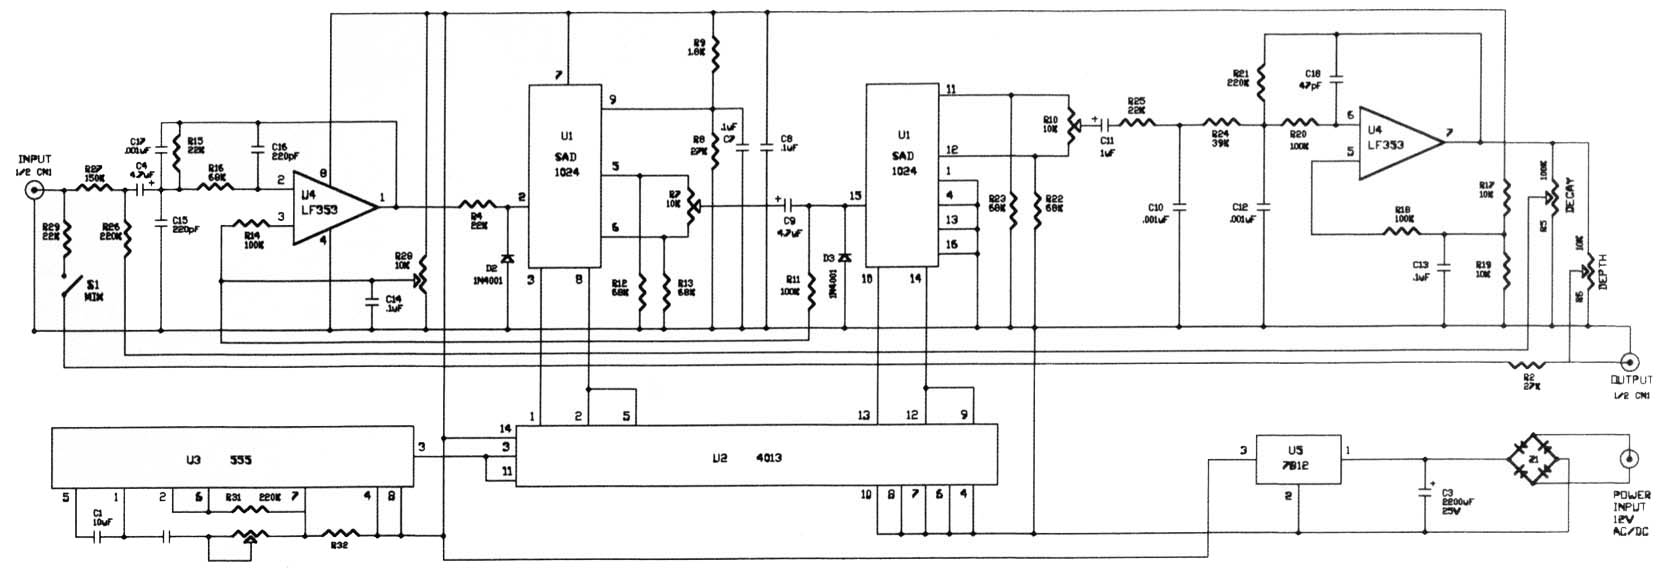 INPUT
1/2 CN1
R27
150K
R29
22K
S1
MIX
R26
220K
C17
.001uF
C4
4.7uF
+
R15
22K
R16
68K
C16
220pF
C15
220pF
R14
100K
2
3
8
4
1
U4
LF353
C14
.1uF
R28
10K
R4
22K
D2
1N4001
2
7
U1
SAD
1024
9
5
6
3
8
R12
68K
R13
68K
R7
10K
R9
1.8K
R8
27K
.1uF
C7
C8
.1uF
+
C9
4.7uF
R11
100K
D3
1N4001
15
U1
SAD
1024
11
12
1
4
13
16
10
14
R23
68K
R22
68K
R10
10K
+
C11
1uF
R25
22K
C10
.001uF
R24
39K
C12
.001uF
R21
220K
R20
100K
C18
47pF
6
5
7
U4
LF353
R18
100K
C13
.1uF
R17
10K
R19
10K
100K
DECAY
R5
10K
DEPTH
R6
R2
27K
OUTPUT
1/2 CN1
U3 555
3
5
1
2
6
7
4
8
R31 220K
C1
10uF
R32
1
2
5
13
12
9
14
3
11
U2 4013
10
8
7
6
4
3
U5
7812
1
2
+
C3
2200uF
25V
Z1
POWER
INPUT
12V
AC/DC